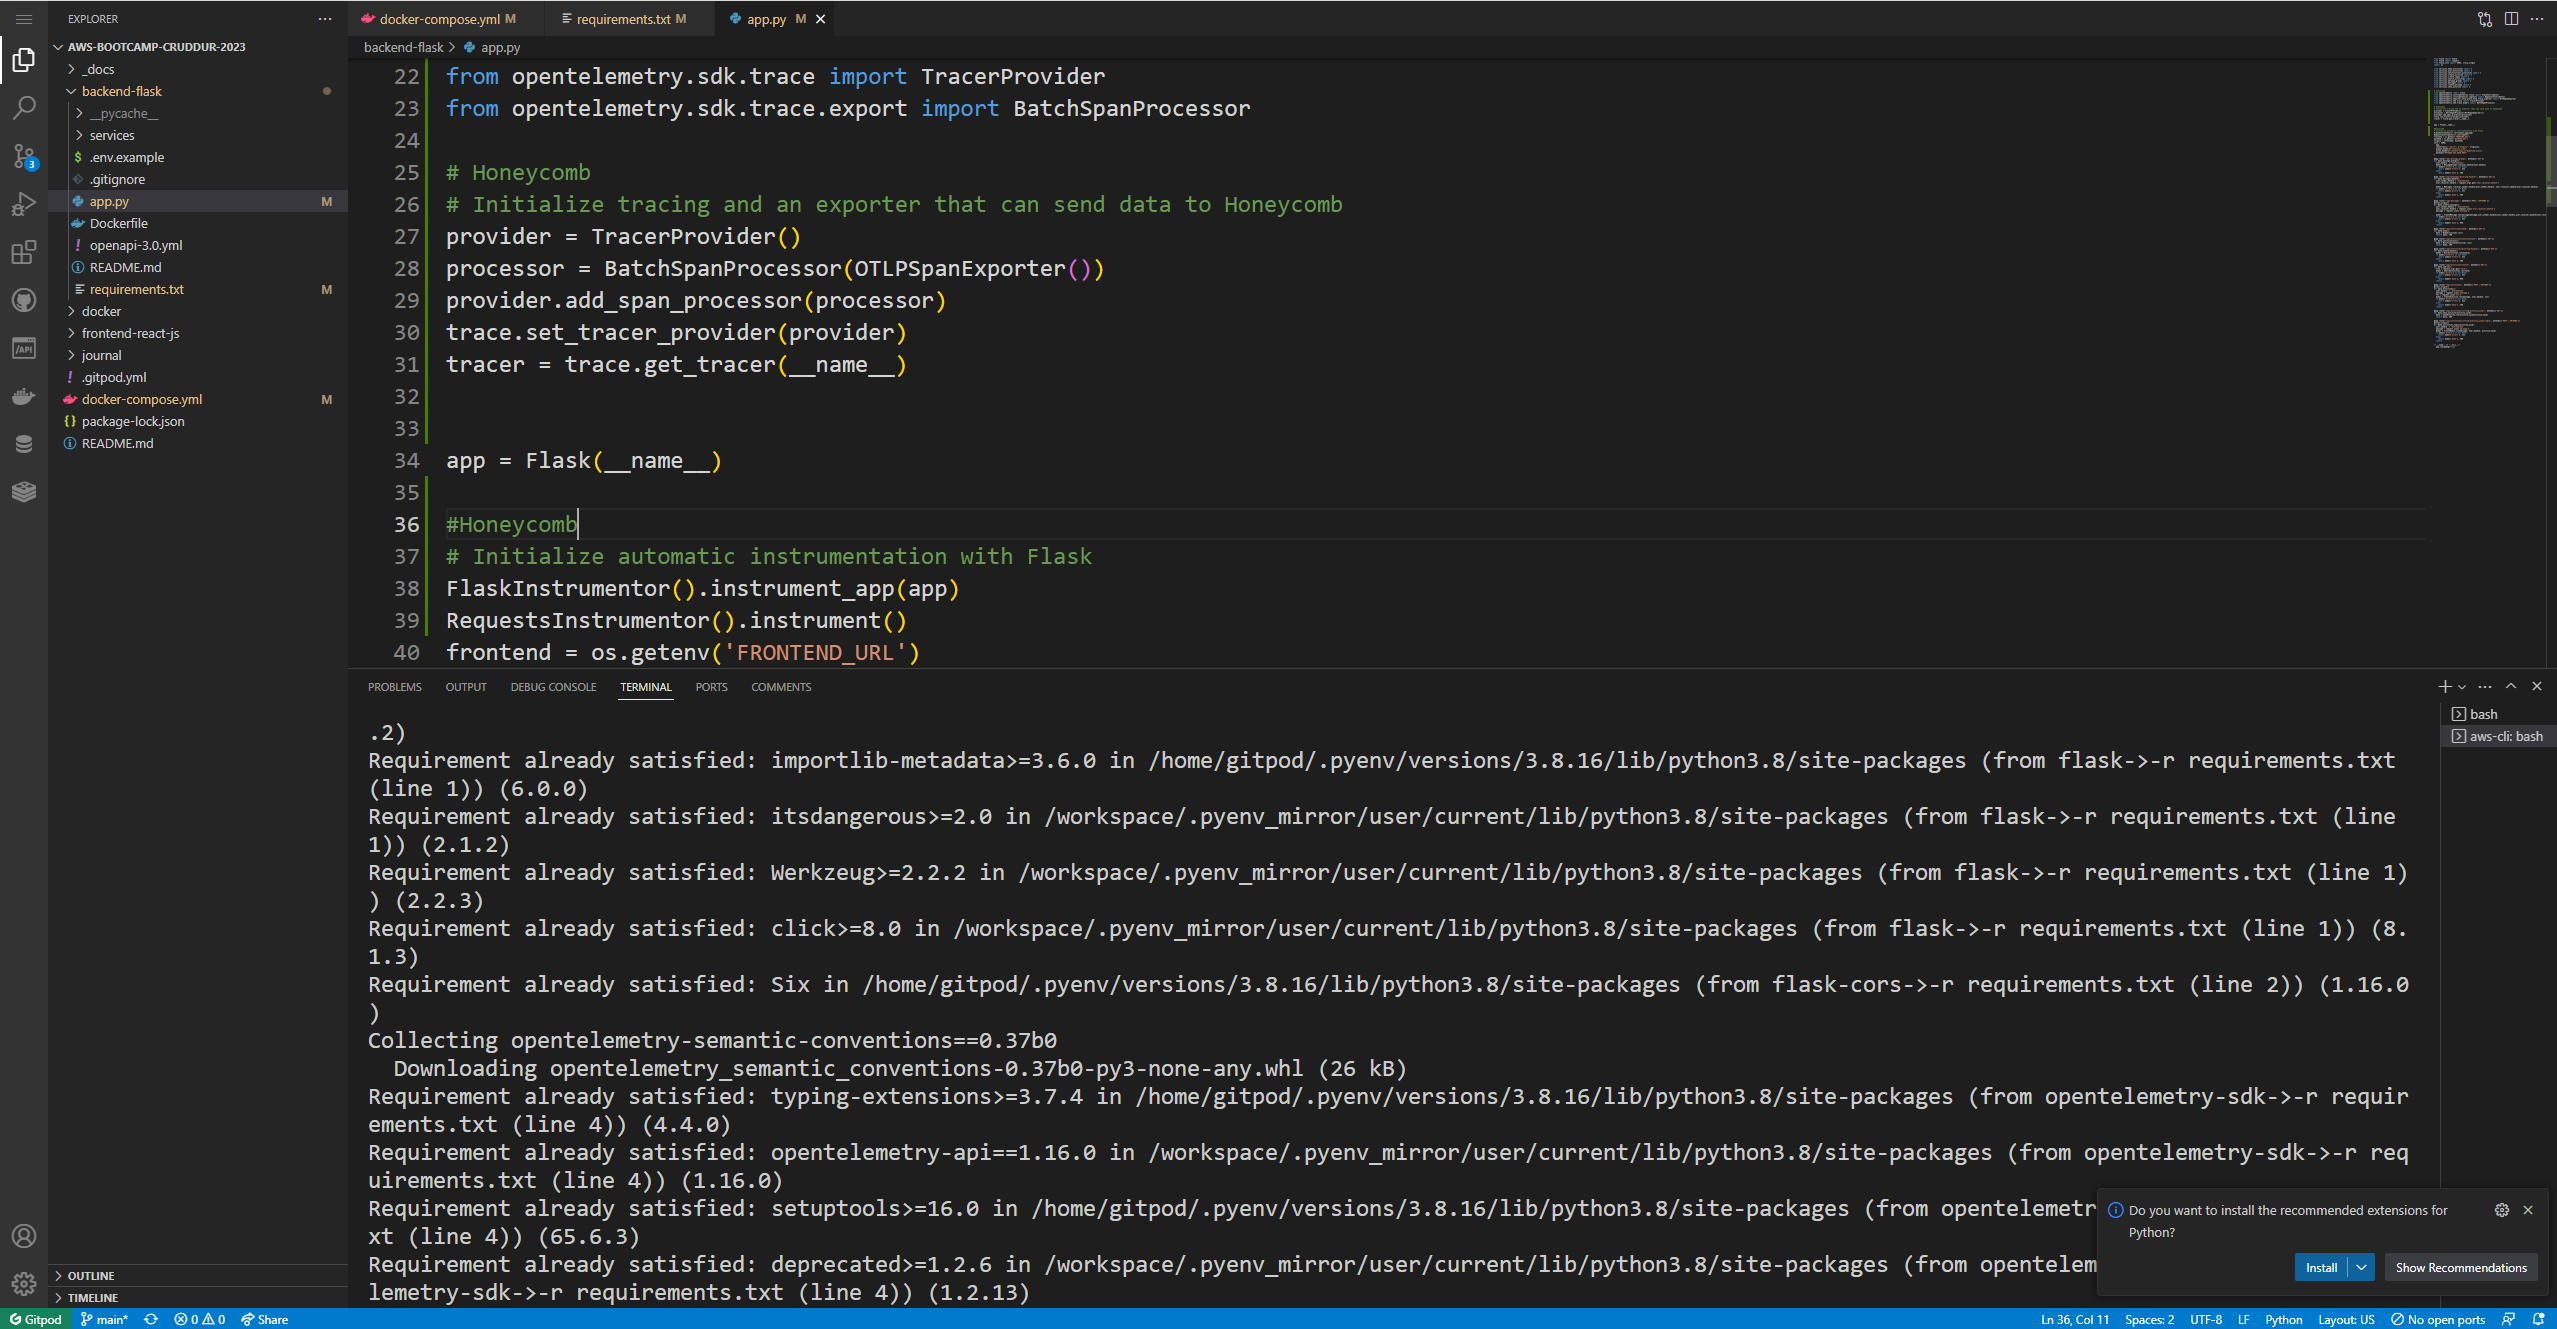 EXPLORER
AWS-BOOTCAMP-CRUDDUR-2023
_docs
backend-flask
__pycache__
services
.env.example
.gitignore
app.py M
Dockerfile
openapi-3.0.yml
README.md
requirements.txt M
docker
frontend-react-js
journal
.gitpod.yml
docker-compose.yml M
package-lock.json
README.md
OUTLINE
TIMELINE
3
/API
docker-compose.yml M
requirements.txt M
app.py M
backend-flask > app.py
22 from opentelemetry.sdk.trace import TracerProvider
23 from opentelemetry.sdk.trace.export import BatchSpanProcessor
24
25 # Honeycomb
26 # Initialize tracing and an exporter that can send data to Honeycomb
27 provider = TracerProvider()
28 processor = BatchSpanProcessor(OTLPSpanExporter())
29 provider.add_span_processor(processor)
30 trace.set_tracer_provider(provider)
31 tracer = trace.get_tracer(__name__)
32
33
34 app = Flask(__name__)
35
36 #Honeycomb
37 # Initialize automatic instrumentation with Flask
38 FlaskInstrumentor().instrument_app(app)
39 RequestsInstrumentor().instrument()
40 frontend = os.getenv('FRONTEND_URL')
PROBLEMS OUTPUT DEBUG CONSOLE TERMINAL PORTS COMMENTS
.2)
Requirement already satisfied: importlib-metadata>=3.6.0 in /home/gitpod/.pyenv/versions/3.8.16/lib/python3.8/site-packages (from flask->-r requirements.txt
(line 1)) (6.0.0)
Requirement already satisfied: itsdangerous>=2.0 in /workspace/.pyenv_mirror/user/current/lib/python3.8/site-packages (from flask->-r requirements.txt (line
1)) (2.1.2)
Requirement already satisfied: Werkzeug>=2.2.2 in /workspace/.pyenv_mirror/user/current/lib/python3.8/site-packages (from flask->-r requirements.txt (line 1)
) (2.2.3)
Requirement already satisfied: click>=8.0 in /workspace/.pyenv_mirror/user/current/lib/python3.8/site-packages (from flask->-r requirements.txt (line 1)) (8.
1.3)
Requirement already satisfied: Six in /home/gitpod/.pyenv/versions/3.8.16/lib/python3.8/site-packages (from flask-cors->-r requirements.txt (line 2)) (1.16.0
)
Collecting opentelemetry-semantic-conventions==0.37b0
Downloading opentelemetry_semantic_conventions-0.37b0-py3-none-any.whl (26 kB)
Requirement already satisfied: typing-extensions>=3.7.4 in /home/gitpod/.pyenv/versions/3.8.16/lib/python3.8/site-packages (from opentelemetry-sdk->-r requir
ements.txt (line 4)) (4.4.0)
Requirement already satisfied: opentelemetry-api==1.16.0 in /workspace/.pyenv_mirror/user/current/lib/python3.8/site-packages (from opentelemetry-sdk->-r req
uirements.txt (line 4)) (1.16.0)
Requirement already satisfied: setuptools>=16.0 in /home/gitpod/.pyenv/versions/3.8.16/lib/python3.8/site-packages (from opentelemetr
xt (line 4)) (65.6.3)
Requirement already satisfied: deprecated>=1.2.6 in /workspace/.pyenv_mirror/user/current/lib/python3.8/site-packages (from opentelem
lemetry-sdk->-r requirements.txt (line 4)) (1.2.13)
bash
aws-cli: bash
Do you want to install the recommended extensions for
Python?
Install
Show Recommendations
Gitpod main* 0 0 Share
Ln 36, Col 11 Spaces: 2 UTF-8 LF Python Layout: US No open ports